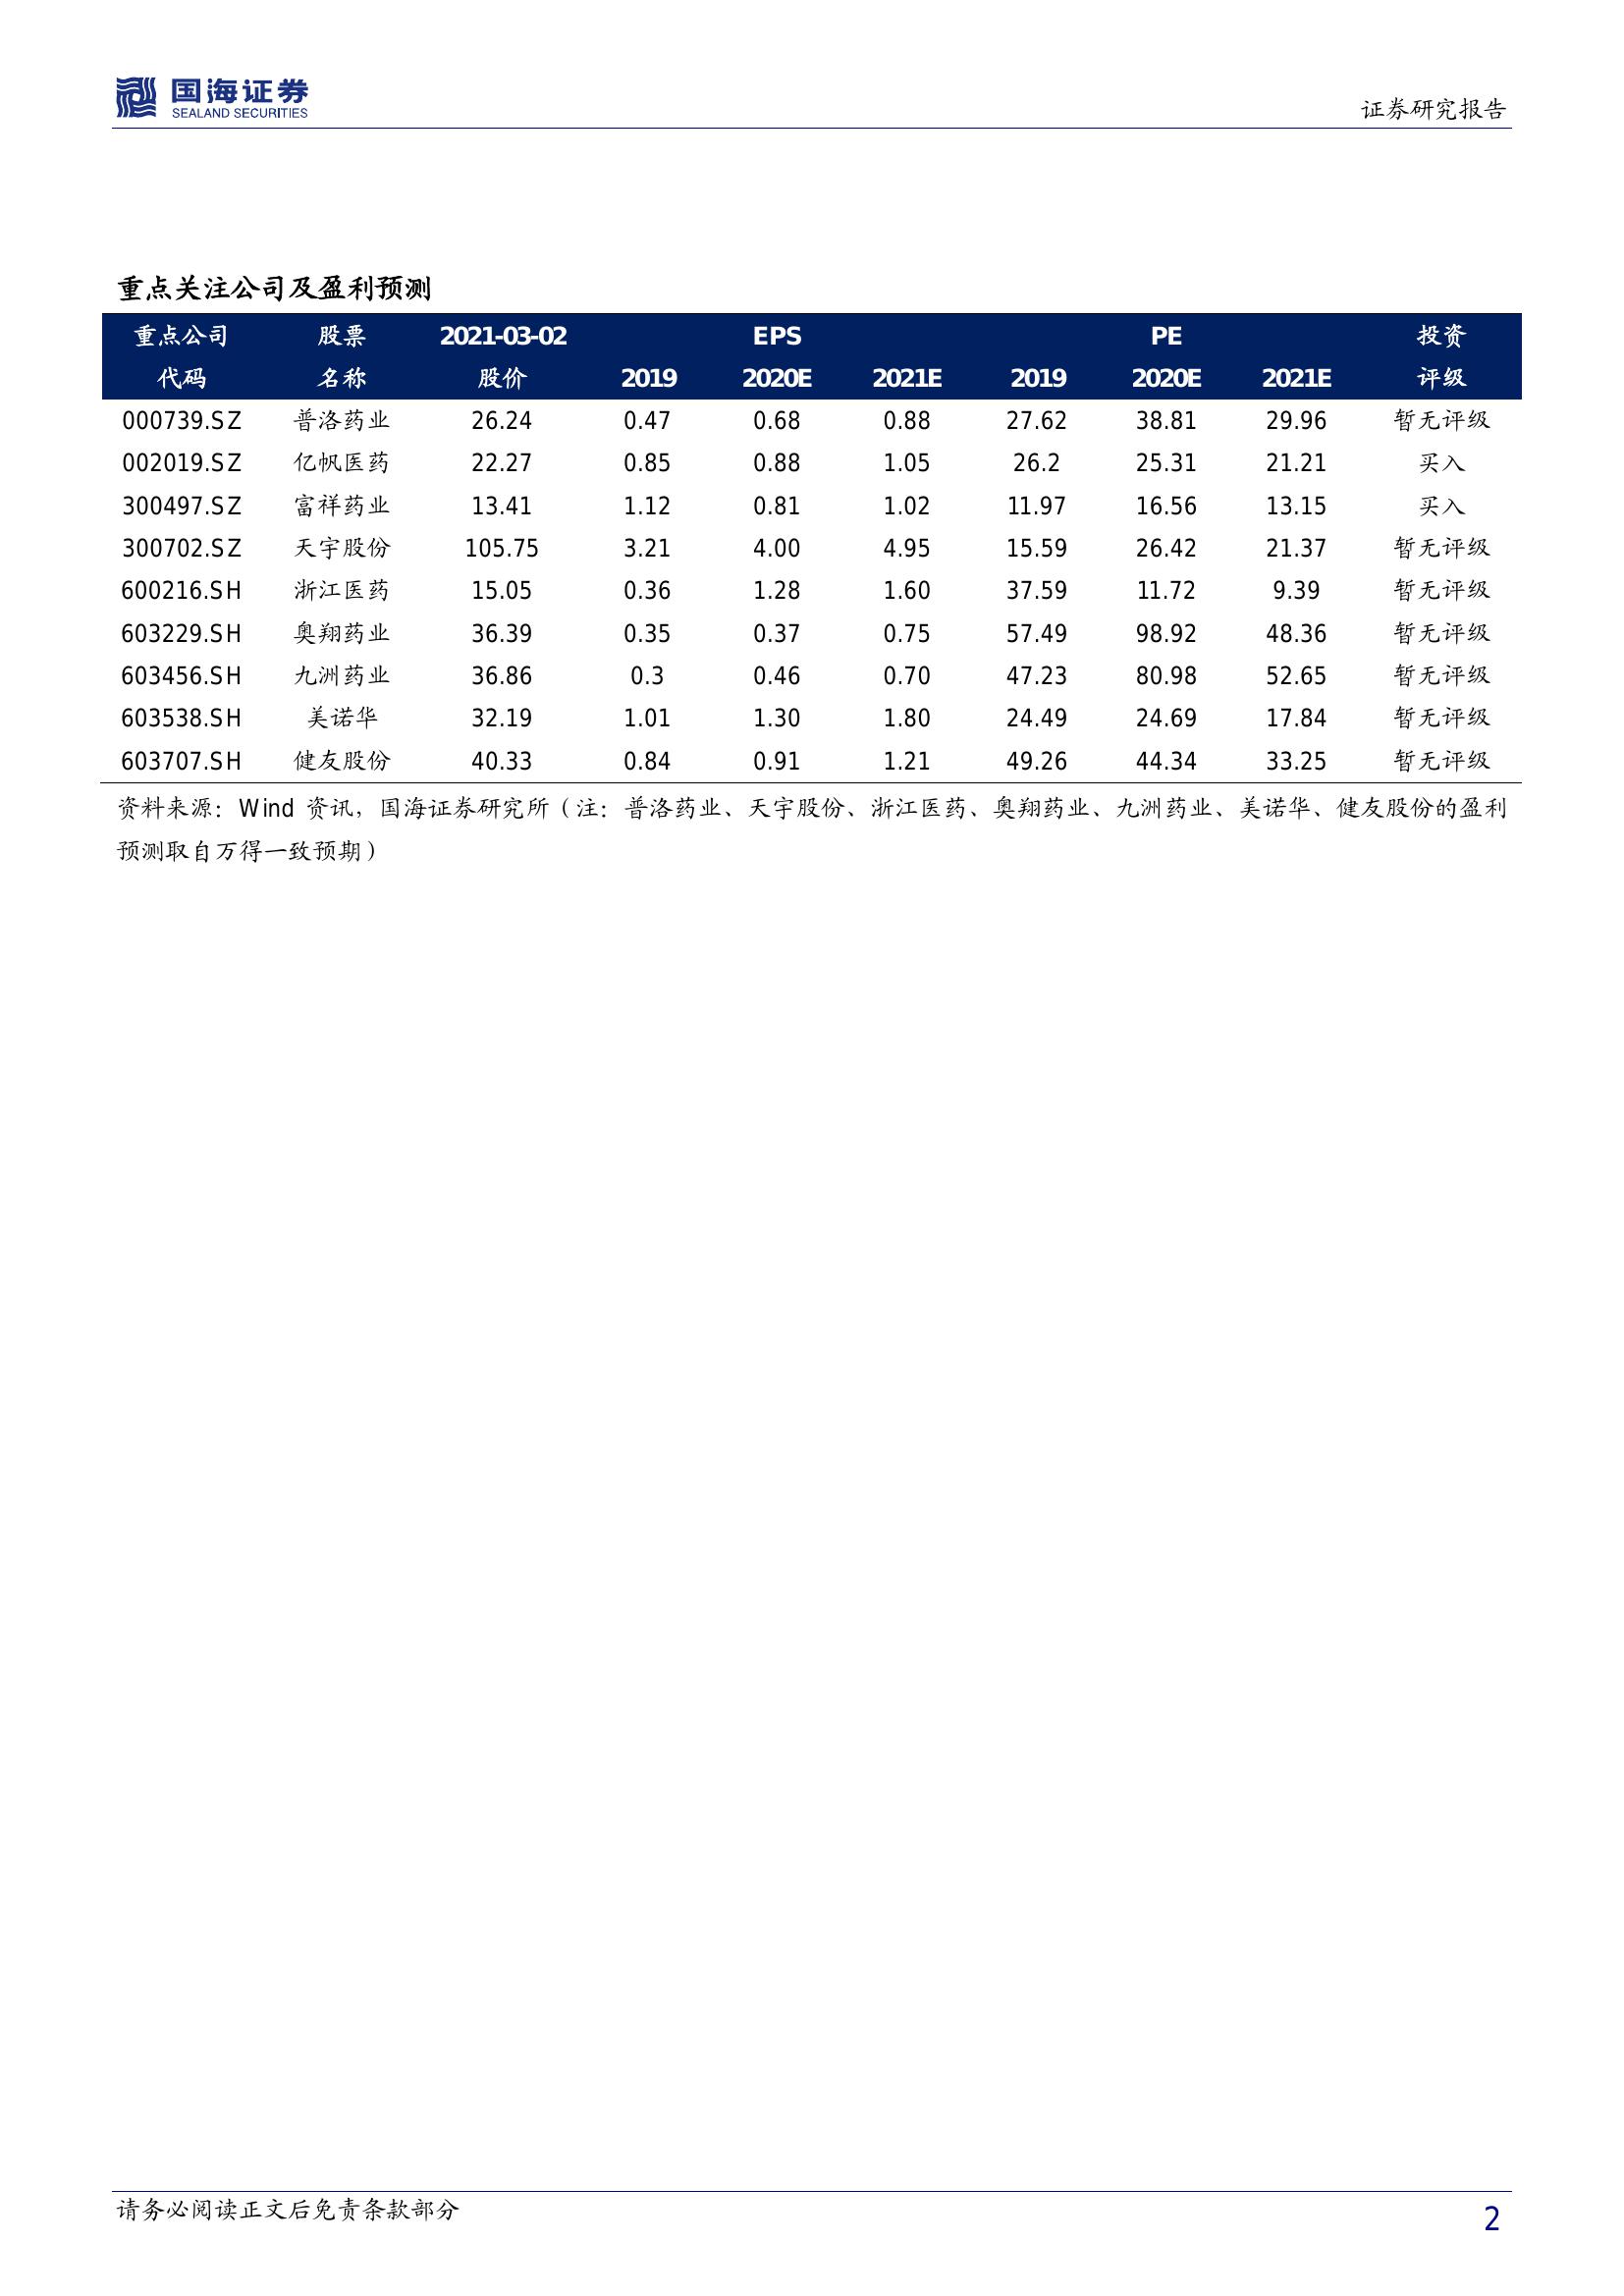 国海证券
SEALAND SECURITIES
证券研究报告
重点关注公司及盈利预测
重点公司 股票 2021-03-02 EPS PE 投资
代码 名称 股价 2019 2020E 2021E 2019 2020E 2021E 评级
000739.SZ 普洛药业 26.24 0.47 0.68 0.88 27.62 38.81 29.96 暂无评级
002019.SZ 亿帆医药 22.27 0.85 0.88 1.05 26.2 25.31 21.21 买入
300497.SZ 富祥药业 13.41 1.12 0.81 1.02 11.97 16.56 13.15 买入
300702.SZ 天宇股份 105.75 3.21 4.00 4.95 15.59 26.42 21.37 暂无评级
600216.SH 浙江医药 15.05 0.36 1.28 1.60 37.59 11.72 9.39 暂无评级
603229.SH 奥翔药业 36.39 0.35 0.37 0.75 57.49 98.92 48.36 暂无评级
603456.SH 九洲药业 36.86 0.3 0.46 0.70 47.23 80.98 52.65 暂无评级
603538.SH 美诺华 32.19 1.01 1.30 1.80 24.49 24.69 17.84 暂无评级
603707.SH 健友股份 40.33 0.84 0.91 1.21 49.26 44.34 33.25 暂无评级
资料来源：Wind 资讯，国海证券研究所（注：普洛药业、天宇股份、浙江医药、奥翔药业、九洲药业、美诺华、健友股份的盈利
预测取自万得一致预期）
请务必阅读正文后免责条款部分
2